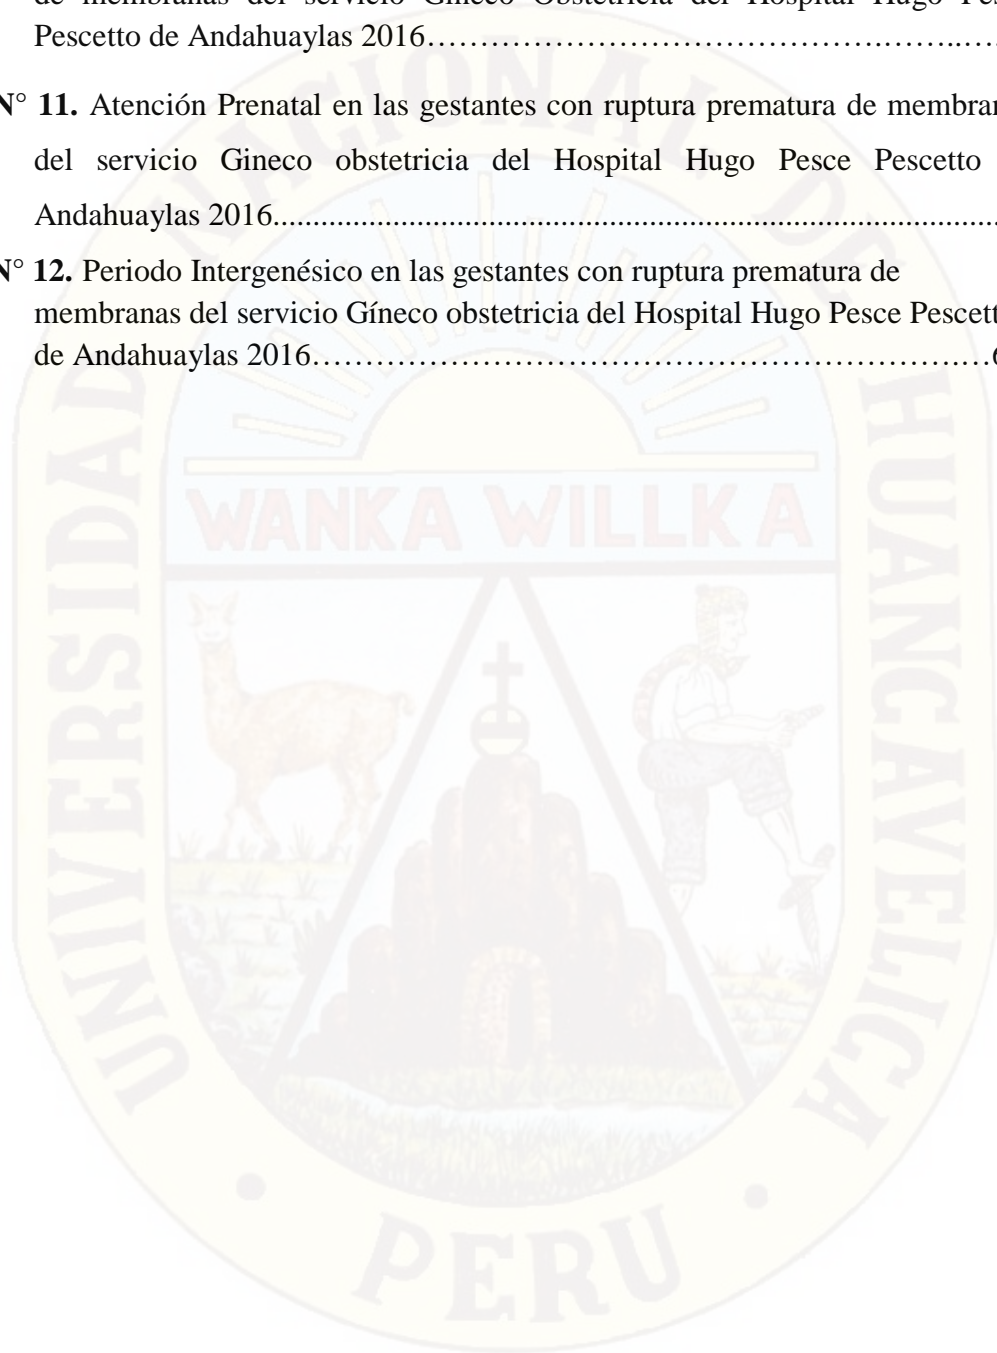 de membranas del servicio Gineco Obstetricia del Hospital Hugo
Pescetto de Andahuaylas 2016……………………………………….……..….
N° 11. Atención Prenatal en las gestantes con ruptura prematura de
del servicio Gineco obstetricia del Hospital Hugo Pesce Pescetto
Andahuaylas 2016...............................................................................................
N° 12. Periodo Intergenésico en las gestantes con ruptura prematura de
membranas del servicio Gíneco obstetricia del Hospital Hugo Pesce
de Andahuaylas 2016……………………………………………………….
UNIVERSIDAD NACIONAL DE HUANCAVELICA
WANKA WILLKA
• PERU •